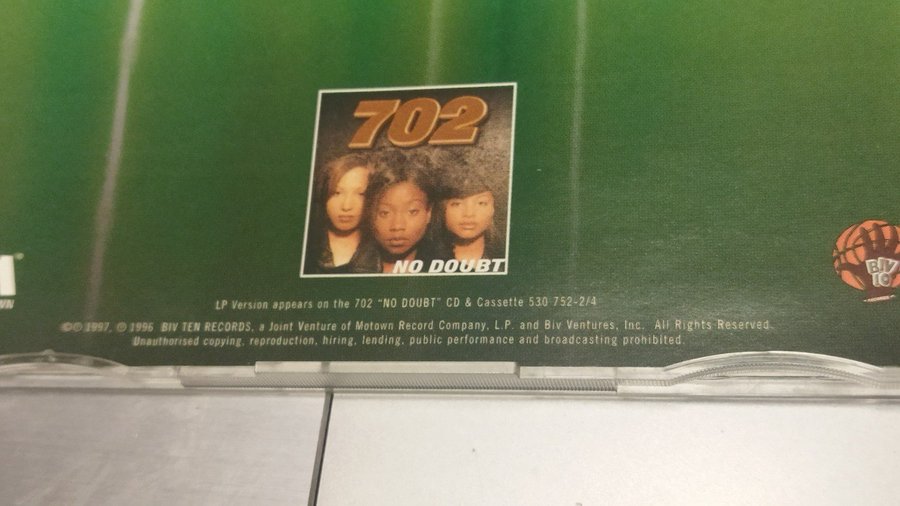 702
NO DOUBT
BIV
10
LP Version appears on the 702 "NO DOUBT" CD & Cassette 530 752-2/4
©℗ 1997, ℗ 1996 BIV TEN RECORDS, a Joint Venture of Motown Record Company, L.P. and Biv Ventures, Inc. All Rights Reserved.
Unauthorised copying, reproduction, hiring, lending, public performance and broadcasting prohibited.